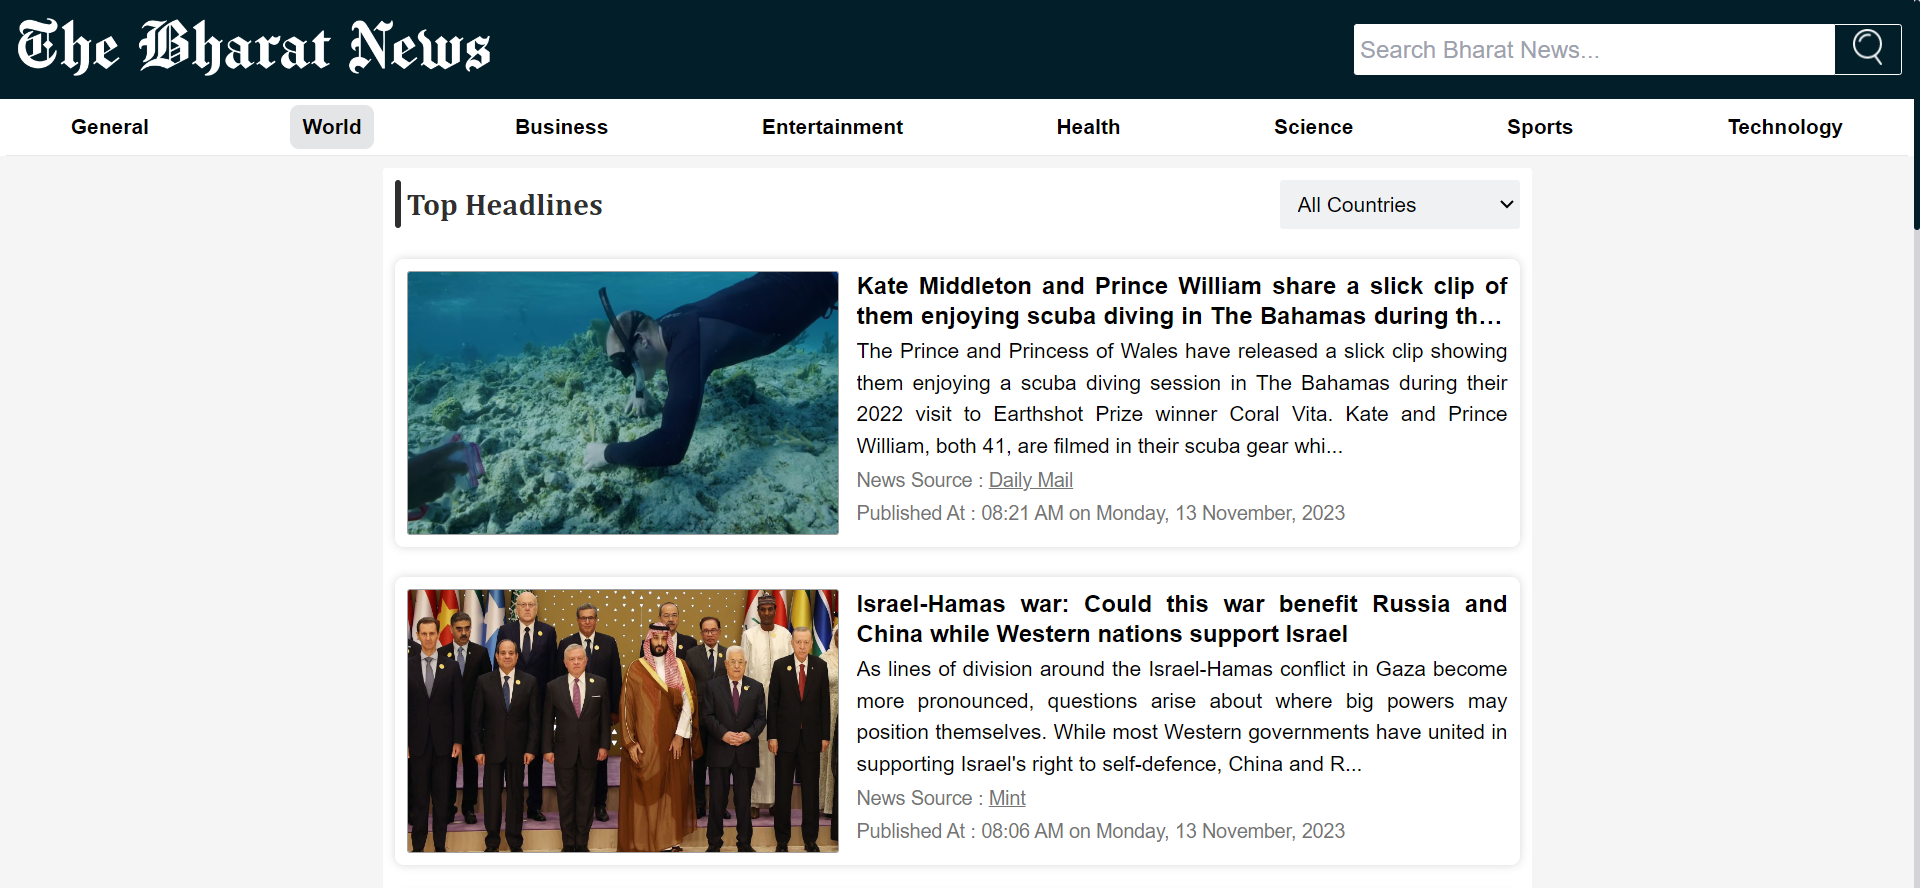 The Bharat News
Search Bharat News...
General
World
Business
Entertainment
Health
Science
Sports
Technology
Top Headlines
All Countries
Kate Middleton and Prince William share a slick clip of
them enjoying scuba diving in The Bahamas during th...
The Prince and Princess of Wales have released a slick clip showing
them enjoying a scuba diving session in The Bahamas during their
2022 visit to Earthshot Prize winner Coral Vita. Kate and Prince
William, both 41, are filmed in their scuba gear whi...
News Source : Daily Mail
Published At : 08:21 AM on Monday, 13 November, 2023
Israel-Hamas war: Could this war benefit Russia and
China while Western nations support Israel
As lines of division around the Israel-Hamas conflict in Gaza become
more pronounced, questions arise about where big powers may
position themselves. While most Western governments have united in
supporting Israel's right to self-defence, China and R...
News Source : Mint
Published At : 08:06 AM on Monday, 13 November, 2023